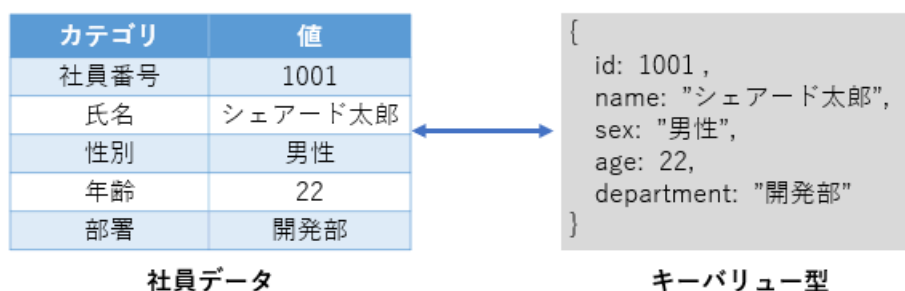 カテゴリ 値
社員番号 1001
氏名 シェアード太郎
性別 男性
年齢 22
部署 開発部
社員データ
{
id: 1001 ,
name: ”シェアード太郎”,
sex: ”男性”,
age: 22,
department: ”開発部”
}
キーバリュー型